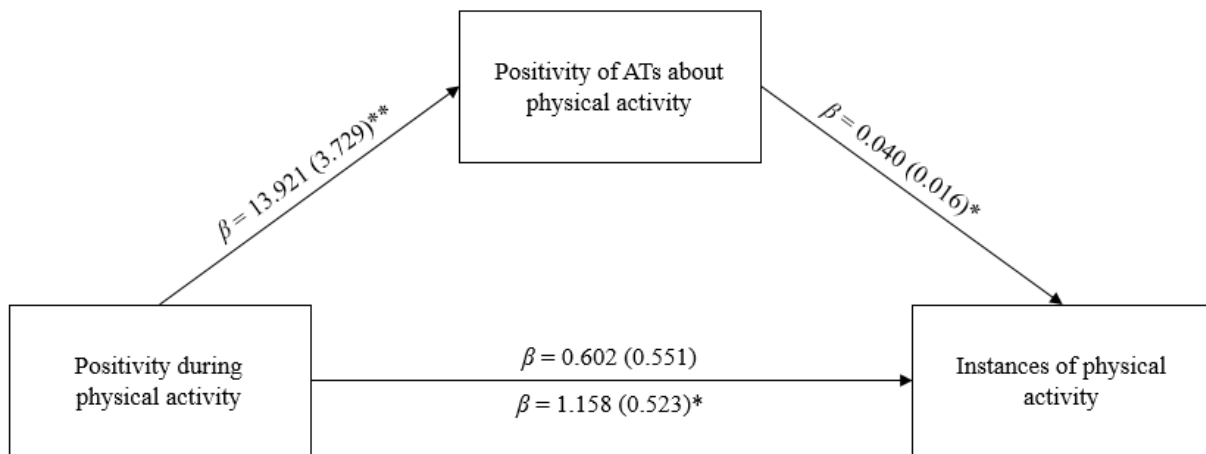 Positivity of ATs about
physical activity
β = 13.921 (3.729)**
β = 0.040 (0.016)*
Positivity during
physical activity
β = 0.602 (0.551)
β = 1.158 (0.523)*
Instances of physical
activity